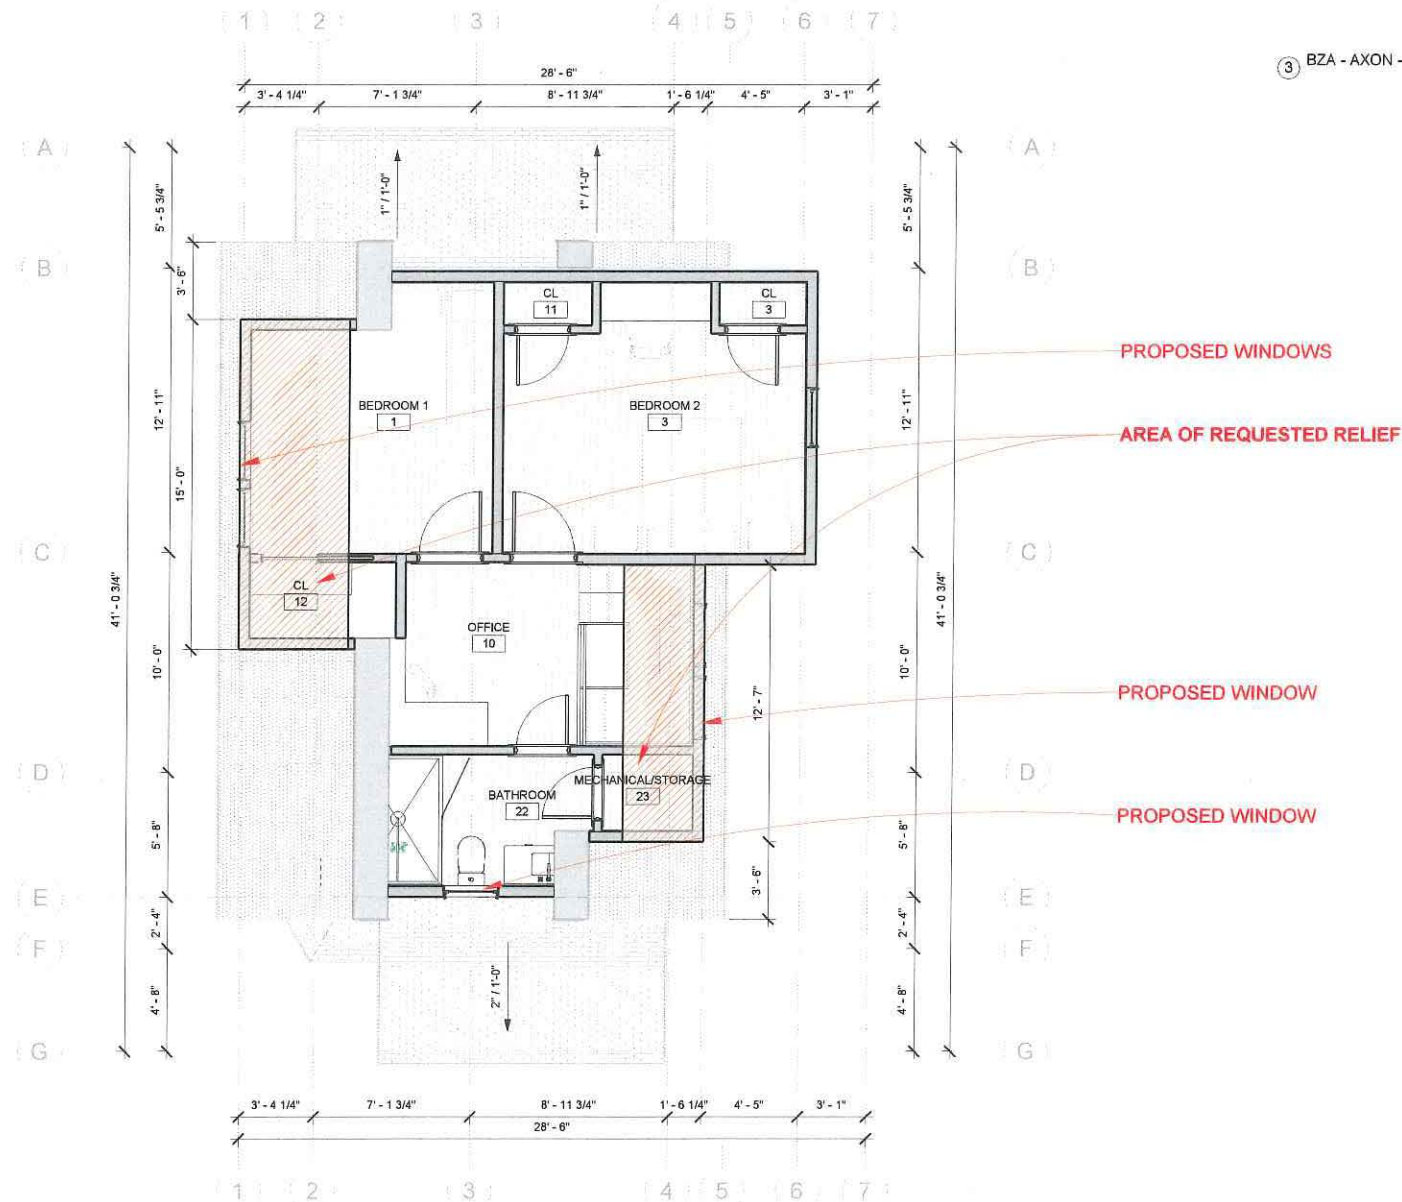 1 2 3 4 5 6 7
3 BZA - AXON -
28' - 6"
3' - 4 1/4" 7' - 1 3/4" 8' - 11 3/4" 1' - 6 1/4" 4' - 5" 3' - 1"
A A
5' - 5 3/4" 1" / 1'-0" 1" / 1'-0" 5' - 5 3/4"
B B
3' - 6"
CL CL
11 3
PROPOSED WINDOWS
12' - 11" BEDROOM 1 BEDROOM 2 12' - 11"
1 3
AREA OF REQUESTED RELIEF
15' - 0"
C C
CL
12
41' - 0 3/4" 41' - 0 3/4"
OFFICE
10
10' - 0" 10' - 0"
12' - 7"
PROPOSED WINDOW
D D
MECHANICAL/STORAGE
23
BATHROOM
22
PROPOSED WINDOW
5' - 8" 5' - 8"
3' - 6"
E E
2' - 4" 2' - 4"
F F
4' - 8" 2" / 1'-0" 4' - 8"
G G
3' - 4 1/4" 7' - 1 3/4" 8' - 11 3/4" 1' - 6 1/4" 4' - 5" 3' - 1"
28' - 6"
1 2 3 4 5 6 7